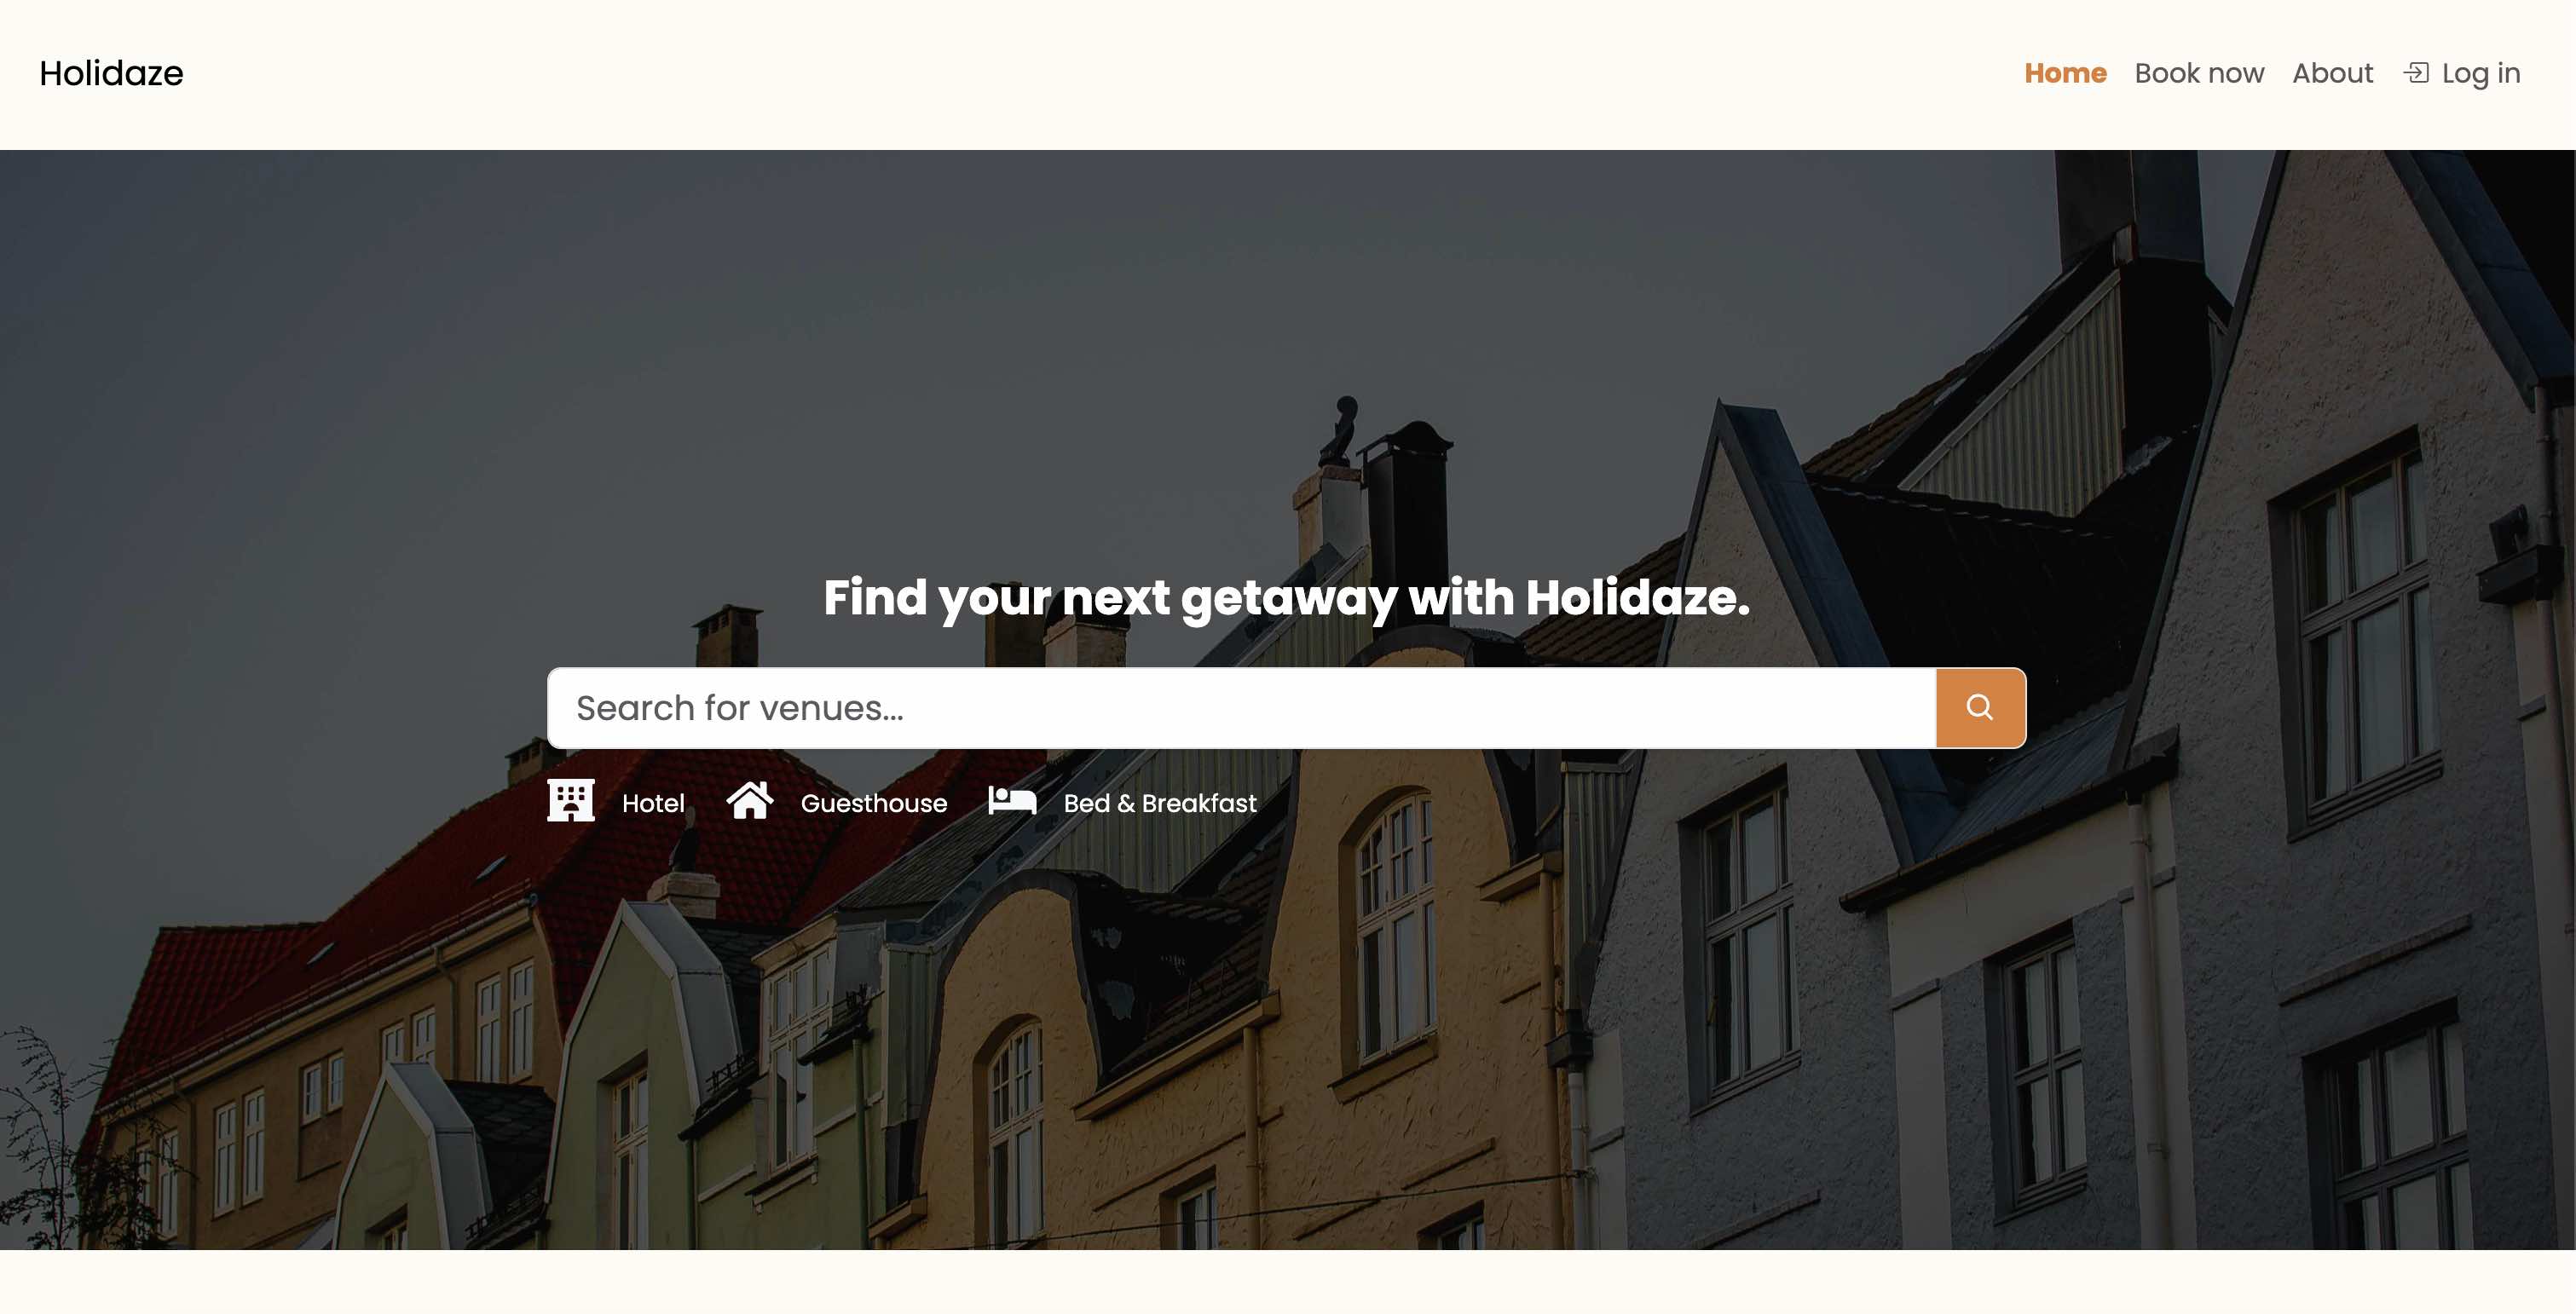 Holidaze
Home Book now About Log in
Find your next getaway with Holidaze.
Search for venues...
Hotel Guesthouse Bed & Breakfast